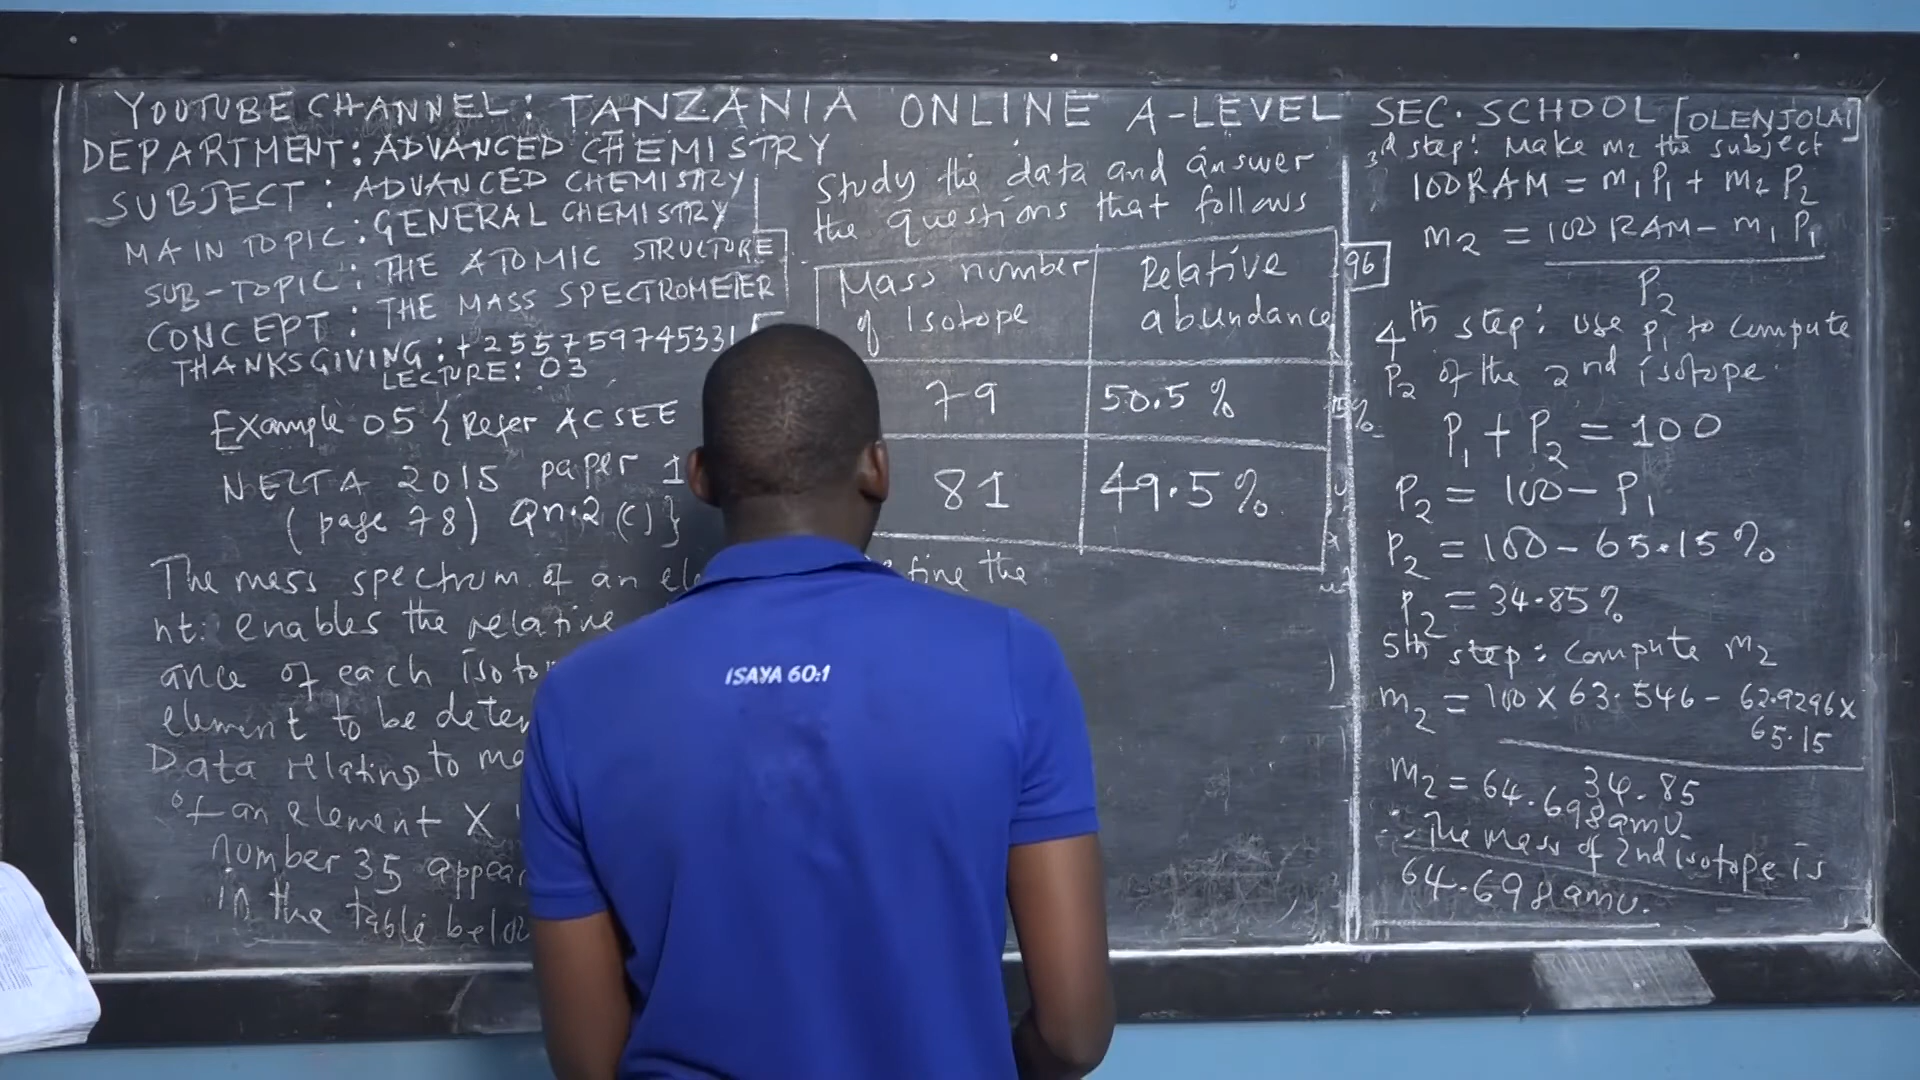 YOUTUBE CHANNEL: TANZANIA ONLINE A-LEVEL SEC. SCHOOL [OLENJOLAI]
DEPARTMENT: ADVANCED CHEMISTRY
SUBJECT: ADVANCED CHEMISTRY
MAIN TOPIC: GENERAL CHEMISTRY
SUB-TOPIC: THE ATOMIC STRUCTURE
CONCEPT: THE MASS SPECTROMETER
THANKSGIVING: +255759745331
LECTURE: 03
Example 05 {Refer ACSEE
NECTA 2015 paper 1
(page 78) Qn.2 (c)}
The mass spectrum of an ele
nt: enables the relative
ance of each isoto
element to be deter
Data relating to
of an element X
number 35 appear
in the table below
Study the data and answer
the questions that follows
Mass number of Isotope Relative abundance
79 50.5%
81 49.5%
fine the
96
3rd step: Make m2 the subject
100RAM = m1 P1 + m2 P2
m2 = 100 RAM - m1 P1
P2
4th step: use P1 to compute
P2 of the 2nd isotope.
P1 + P2 = 100
P2 = 100 - P1
P2 = 100 - 65.15%
P2 = 34.85%
5th step: compute m2
m2 = 100 x 63.546 - 62.9296 x
65.15
34.85
m2 = 64.698 amu.
∴ The mass of 2nd isotope is
64.698 amu.
ISAYA 60:1